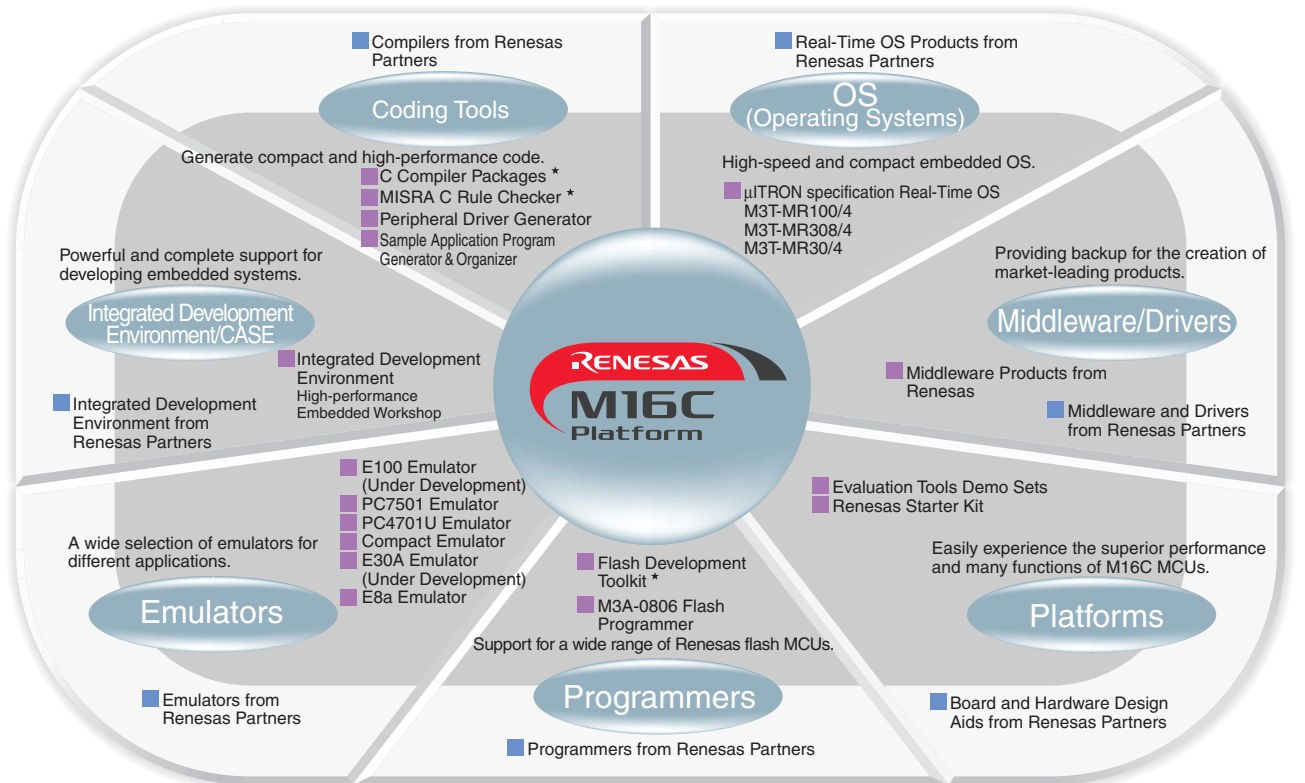 Compilers from Renesas
Partners
Coding Tools
Generate compact and high-performance code.
C Compiler Packages ★
MISRA C Rule Checker ★
Peripheral Driver Generator
Sample Application Program
Generator & Organizer
Real-Time OS Products from
Renesas Partners
OS
(Operating Systems)
High-speed and compact embedded OS.
µITRON specification Real-Time OS
M3T-MR100/4
M3T-MR308/4
M3T-MR30/4
Powerful and complete support for
developing embedded systems.
Integrated Development
Environment/CASE
Integrated Development
Environment
High-performance
Embedded Workshop
Integrated Development
Environment from
Renesas Partners
RENESAS
M16C
Platform
Providing backup for the creation of
market-leading products.
Middleware/Drivers
Middleware Products from
Renesas
Middleware and Drivers
from Renesas Partners
E100 Emulator
(Under Development)
PC7501 Emulator
PC4701U Emulator
Compact Emulator
E30A Emulator
(Under Development)
E8a Emulator
A wide selection of emulators for
different applications.
Emulators
Emulators from
Renesas Partners
Flash Development
Toolkit ★
M3A-0806 Flash
Programmer
Support for a wide range of Renesas flash MCUs.
Programmers
Programmers from Renesas Partners
Evaluation Tools Demo Sets
Renesas Starter Kit
Easily experience the superior performance
and many functions of M16C MCUs.
Platforms
Board and Hardware Design
Aids from Renesas Partners